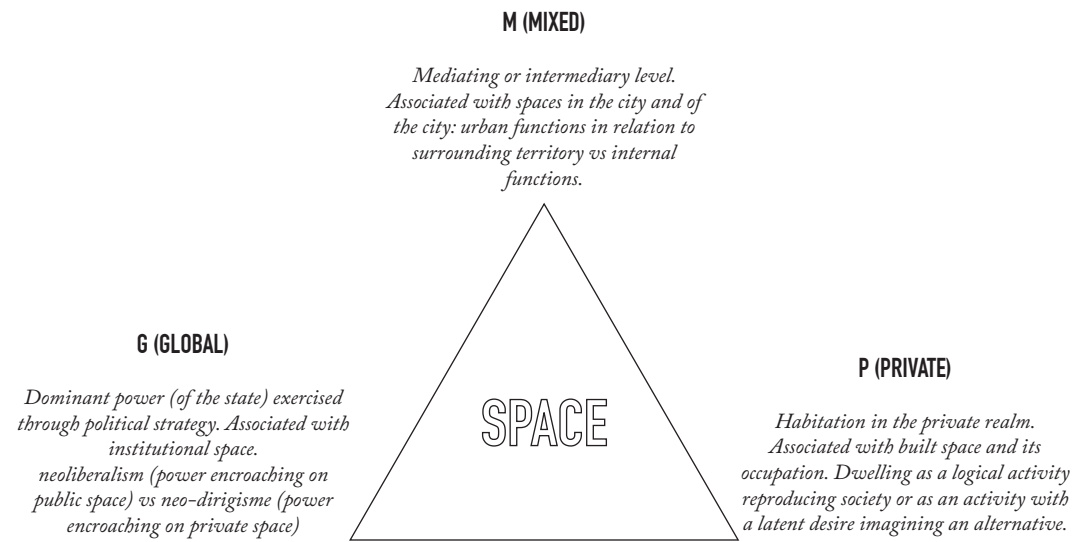 M (MIXED)
Mediating or intermediary level.
Associated with spaces in the city and of
the city: urban functions in relation to
surrounding territory vs internal
functions.
G (GLOBAL)
Dominant power (of the state) exercised
through political strategy. Associated with
institutional space.
neoliberalism (power encroaching on
public space) vs neo-dirigisme (power
encroaching on private space)
SPACE
P (PRIVATE)
Habitation in the private realm.
Associated with built space and its
occupation. Dwelling as a logical activity
reproducing society or as an activity with
a latent desire imagining an alternative.